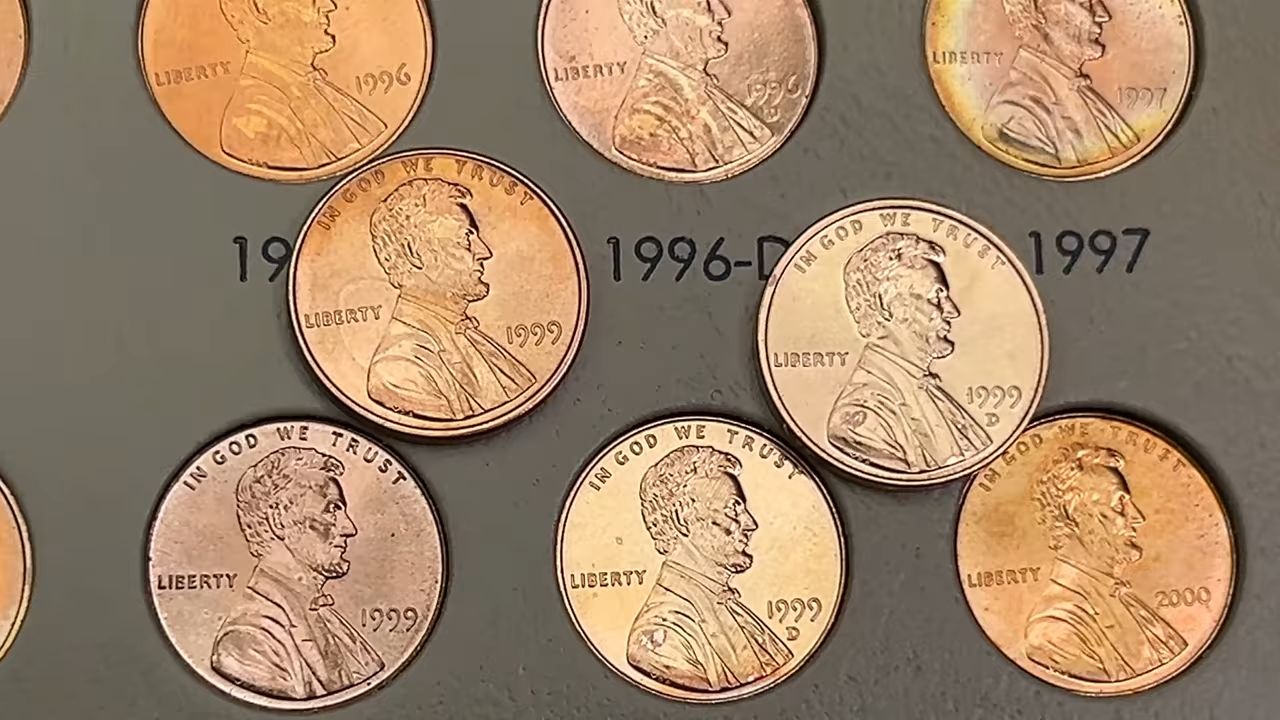 LIBERTY 1996
LIBERTY 1996 D
LIBERTY 1997
IN GOD WE TRUST
LIBERTY 1999
IN GOD WE TRUST
LIBERTY 1999
D
19
1996-D
1997
IN GOD WE TRUST
LIBERTY 1999
IN GOD WE TRUST
LIBERTY 1999
D
IN GOD WE TRUST
LIBERTY 2000